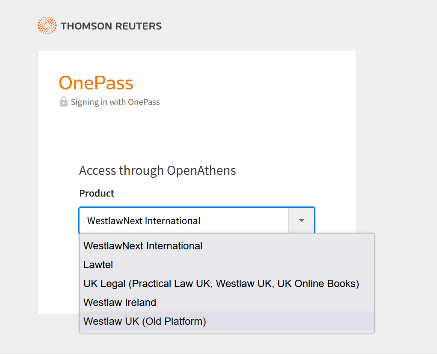 THOMSON REUTERS
OnePass
Signing in with OnePass
Access through OpenAthens
Product
WestlawNext International
WestlawNext International
Lawtel
UK Legal (Practical Law UK, Westlaw UK, UK Online Books)
Westlaw Ireland
Westlaw UK (Old Platform)